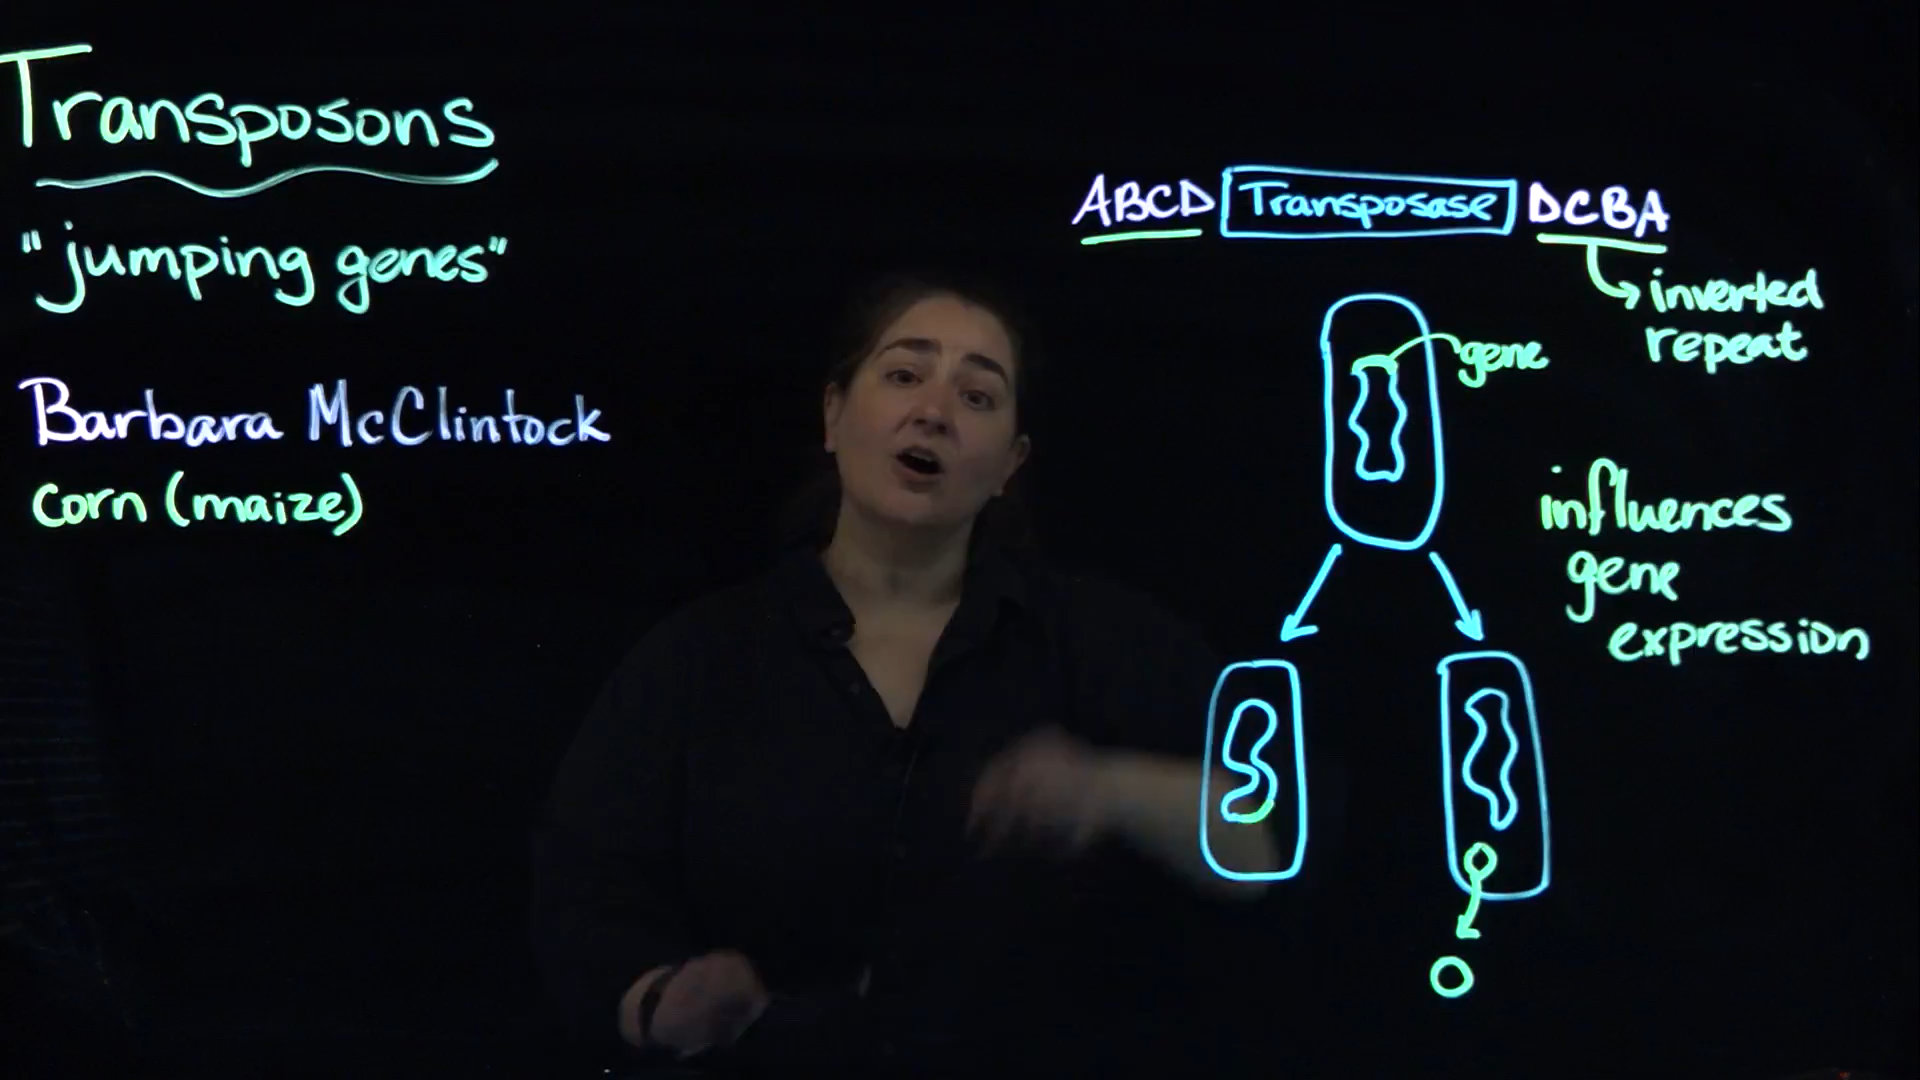 Transposons
"jumping genes"
Barbara McClintock
corn (maize)
ABCD Transposase DCBA
inverted
repeat
gene
influences
gene
expression